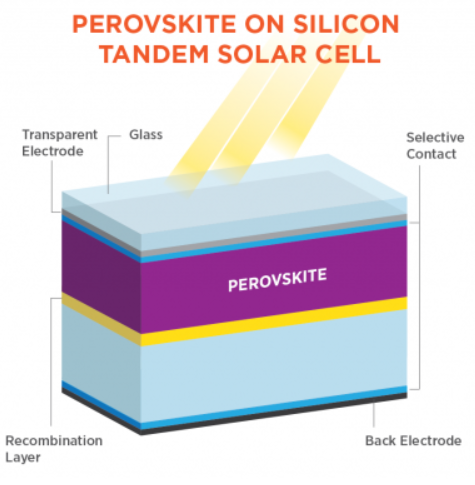 PEROVSKITE ON SILICON
TANDEM SOLAR CELL
Transparent
Electrode
Glass
Selective
Contact
PEROVSKITE
Recombination
Layer
Back Electrode